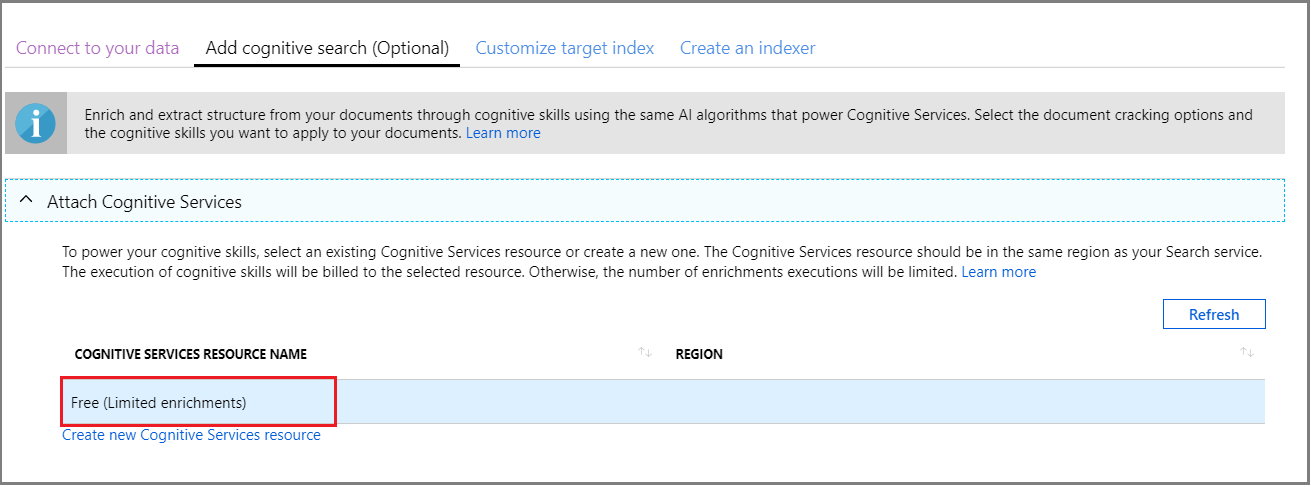 Connect to your data Add cognitive search (Optional) Customize target index Create an indexer
Enrich and extract structure from your documents through cognitive skills using the same AI algorithms that power Cognitive Services. Select the document cracking options and
the cognitive skills you want to apply to your documents. Learn more
Attach Cognitive Services
To power your cognitive skills, select an existing Cognitive Services resource or create a new one. The Cognitive Services resource should be in the same region as your Search service.
The execution of cognitive skills will be billed to the selected resource. Otherwise, the number of enrichments executions will be limited. Learn more
Refresh
COGNITIVE SERVICES RESOURCE NAME REGION
Free (Limited enrichments)
Create new Cognitive Services resource